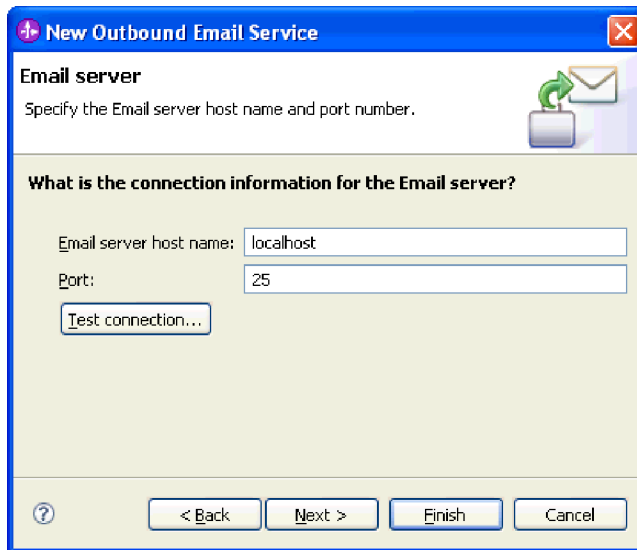 New Outbound Email Service
Email server
Specify the Email server host name and port number.
What is the connection information for the Email server?
Email server host name: localhost
Port: 25
Test connection...
? < Back Next > Finish Cancel